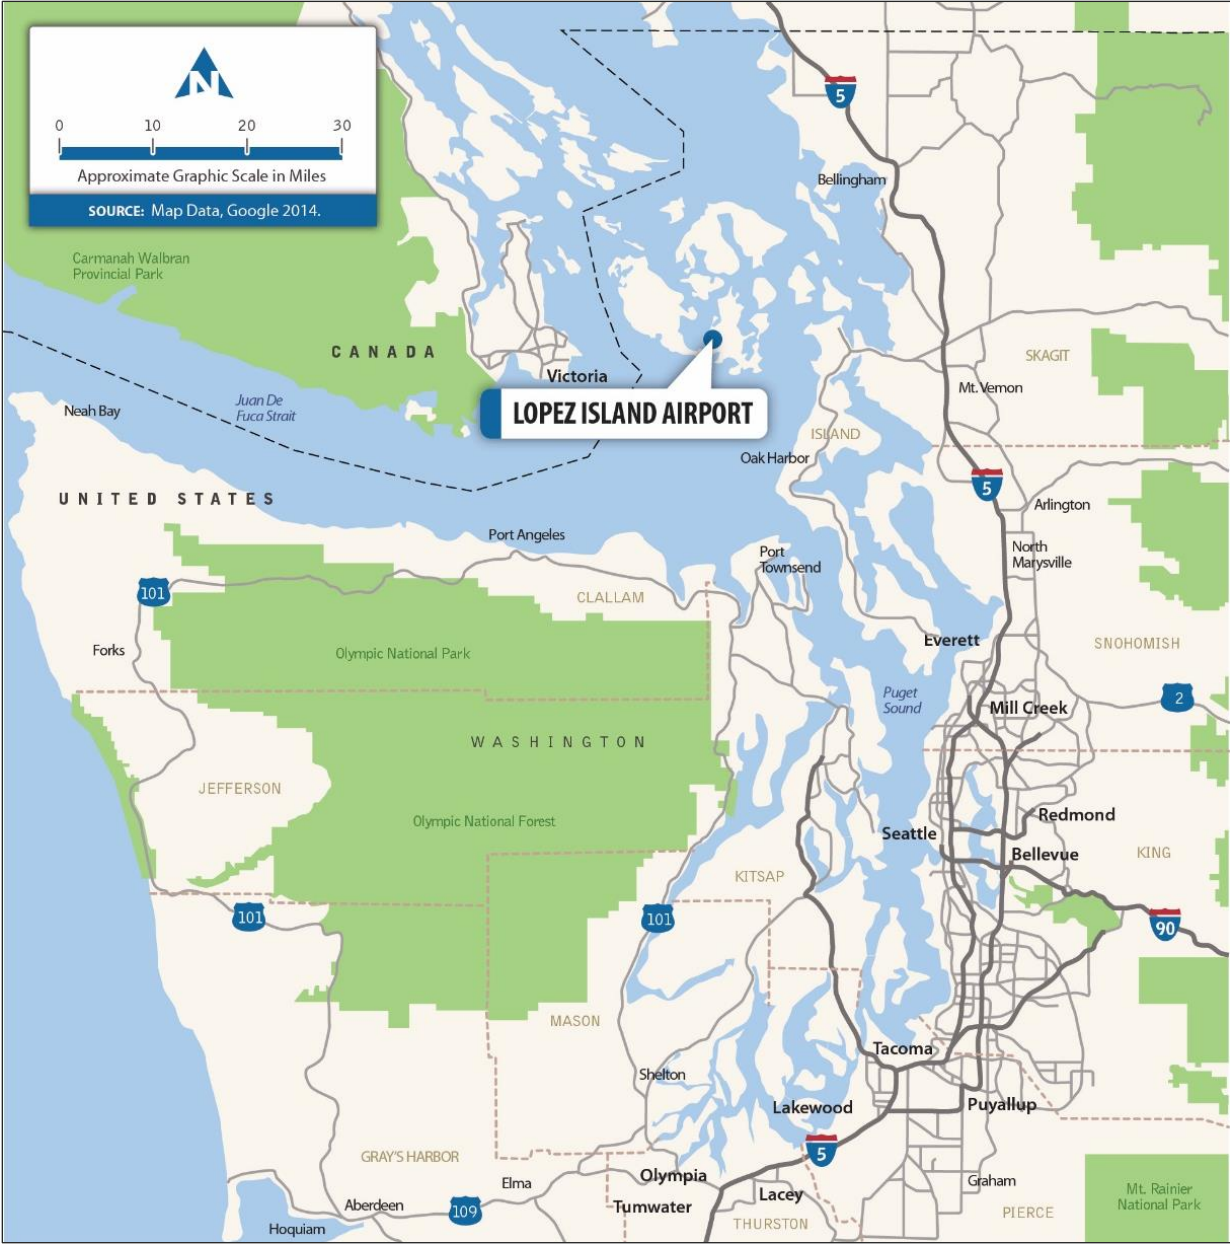 N
0 10 20 30
Approximate Graphic Scale in Miles
SOURCE: Map Data, Google 2014.
5
Bellingham
Carmanah Walbran
Provincial Park
CANADA
SKAGIT
Victoria
Mt. Vernon
Juan De
Fuca Strait
Neah Bay
LOPEZ ISLAND AIRPORT
ISLAND
Oak Harbor
5
UNITED STATES
Arlington
Port Angeles
North
Marysville
Port
Townsend
101
CLALLAM
Forks
Olympic National Park
Everett
SNOHOMISH
Puget
Sound
2
Mill Creek
WASHINGTON
JEFFERSON
Olympic National Forest
Redmond
Seattle
Bellevue
KING
KITSAP
101
101
90
MASON
Tacoma
Shelton
Lakewood
Puyallup
5
GRAY'S HARBOR
Olympia
Elma
Lacey
Graham
Mt. Rainier
National Park
Aberdeen
109
Tumwater
THURSTON
PIERCE
Hoquiam